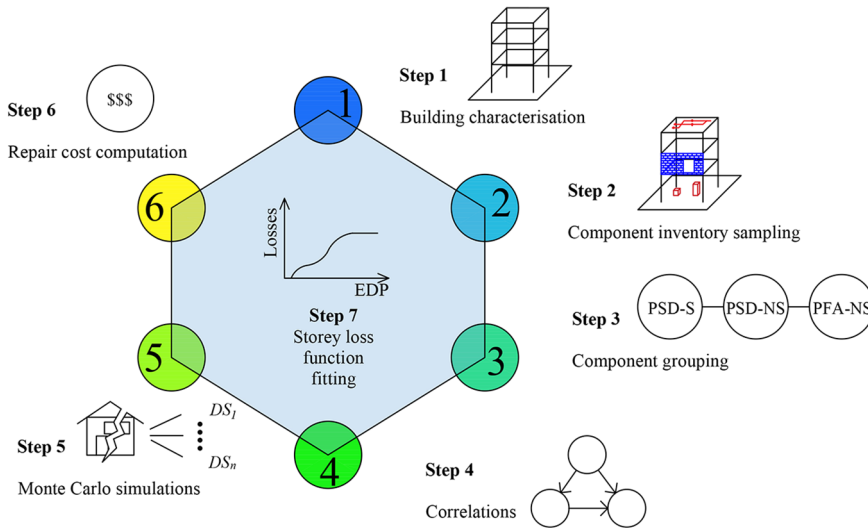 Step 1
Building characterisation
Step 2
Component inventory sampling
Step 3
PSD-S PSD-NS PFA-NS
Component grouping
Step 4
Correlations
Step 5
DS1
DSn
Monte Carlo simulations
Step 6
$$$
Repair cost computation
1
2
3
4
5
6
Losses
EDP
Step 7
Storey loss
function
fitting